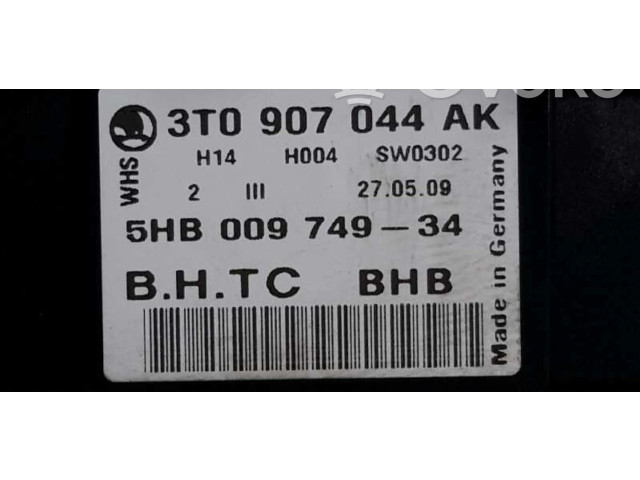 3T0 907 044 AK
WHS
H14 H004 SW0302
2 III 27.05.09
5HB 009 749-34
B.H.TC BHB
Made in Germany